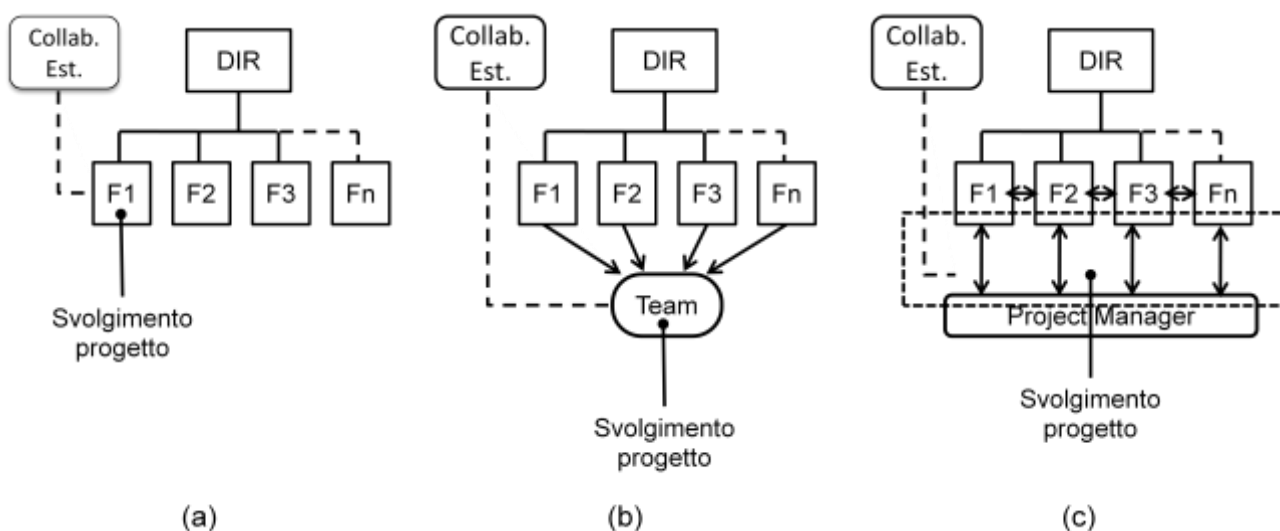 Collab.
Est.
DIR
F1
F2
F3
Fn
Svolgimento
progetto
(a)
Collab.
Est.
DIR
F1
F2
F3
Fn
Team
Svolgimento
progetto
(b)
Collab.
Est.
DIR
F1
F2
F3
Fn
Project Manager
Svolgimento
progetto
(c)